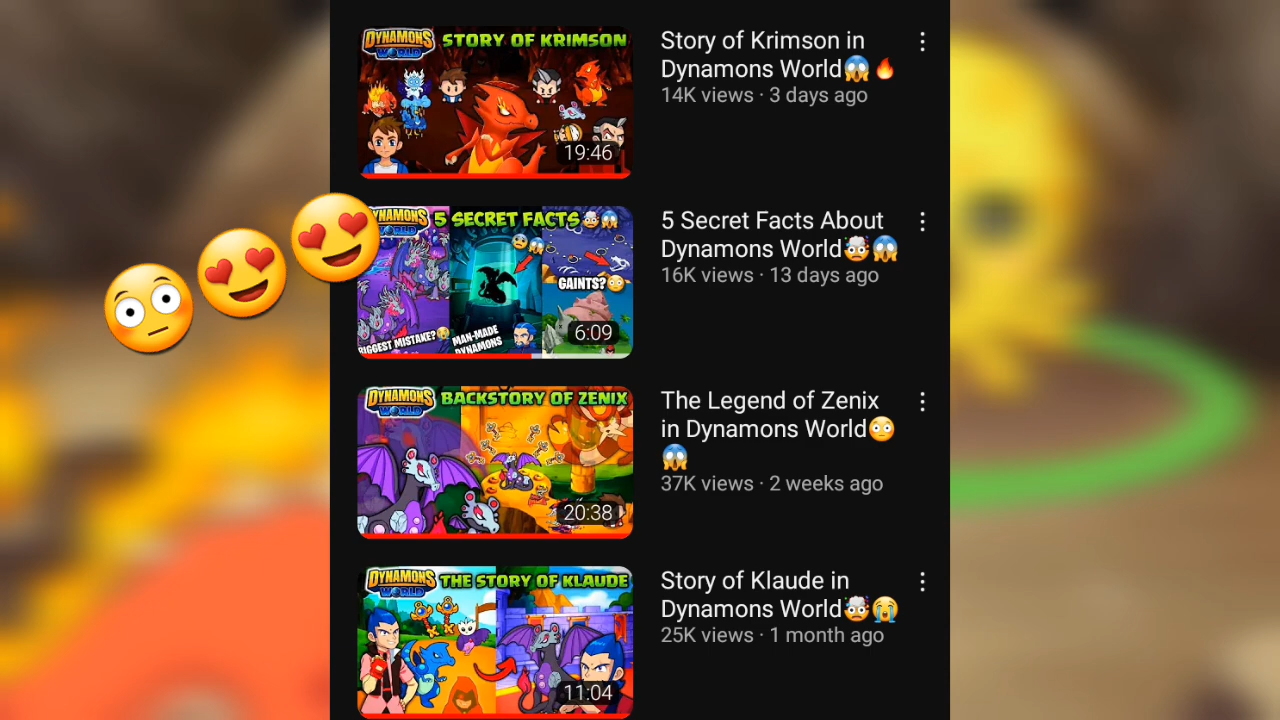 DYNAMONS
WORLD
STORY OF KRIMSON
19:46
Story of Krimson in
Dynamons World😱🔥
14K views · 3 days ago
DYNAMONS
WORLD
5 SECRET FACTS🤯😱
GAINTS?😳
BIGGEST MISTAKE?
MAN-MADE
DYNAMONS
6:09
5 Secret Facts About
Dynamons World🤯😱
16K views · 13 days ago
DYNAMONS
WORLD
BACKSTORY OF ZENIX
20:38
The Legend of Zenix
in Dynamons World😳
😱
37K views · 2 weeks ago
DYNAMONS
WORLD
THE STORY OF KLAUDE
11:04
Story of Klaude in
Dynamons World🤯😭
25K views · 1 month ago